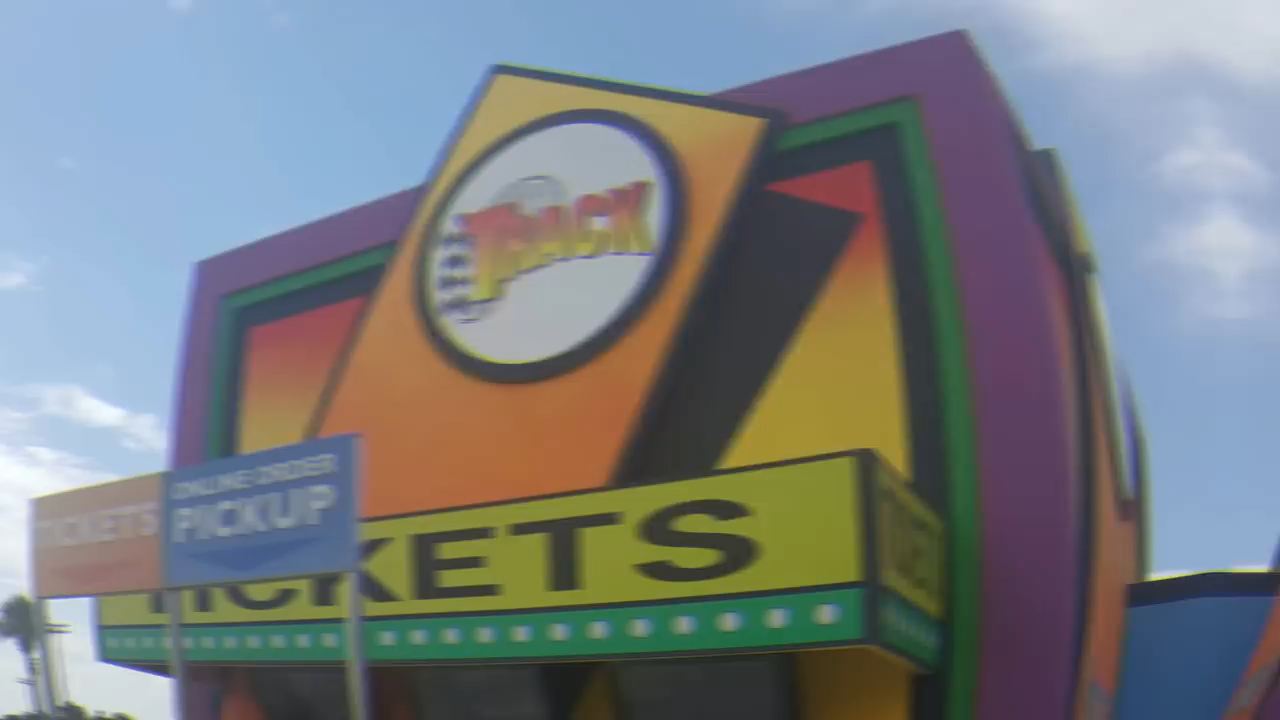 TRACK
TICKETS
ONLINE ORDER
PICKUP
TICKETS